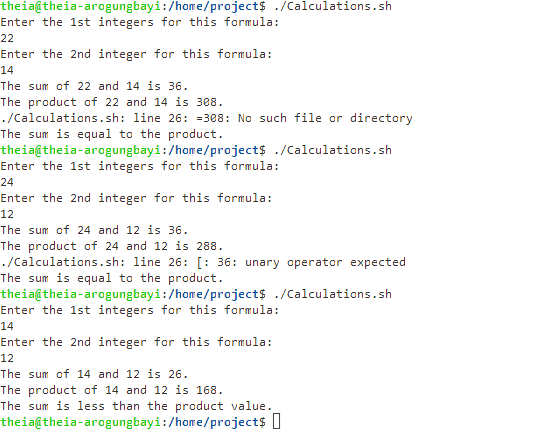 theia@theia-arogungbayi:/home/project$ ./Calculations.sh
Enter the 1st integers for this formula:
22
Enter the 2nd integer for this formula:
14
The sum of 22 and 14 is 36.
The product of 22 and 14 is 308.
./Calculations.sh: line 26: =308: No such file or directory
The sum is equal to the product.
theia@theia-arogungbayi:/home/project$ ./Calculations.sh
Enter the 1st integers for this formula:
24
Enter the 2nd integer for this formula:
12
The sum of 24 and 12 is 36.
The product of 24 and 12 is 288.
./Calculations.sh: line 26: [: 36: unary operator expected
The sum is equal to the product.
theia@theia-arogungbayi:/home/project$ ./Calculations.sh
Enter the 1st integers for this formula:
14
Enter the 2nd integer for this formula:
12
The sum of 14 and 12 is 26.
The product of 14 and 12 is 168.
The sum is less than the product value.
theia@theia-arogungbayi:/home/project$